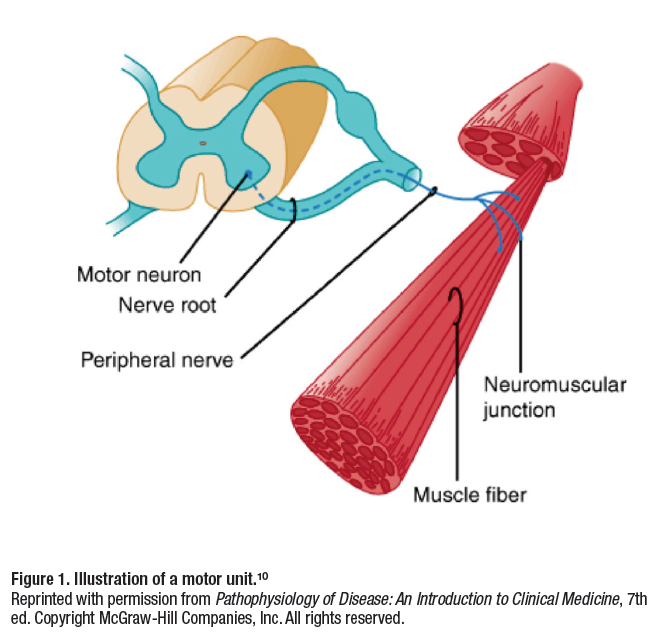 Motor neuron
Nerve root
Peripheral nerve
Neuromuscular
junction
Muscle fiber
Figure 1. Illustration of a motor unit.¹⁰
Reprinted with permission from Pathophysiology of Disease: An Introduction to Clinical Medicine, 7th
ed. Copyright McGraw-Hill Companies, Inc. All rights reserved.